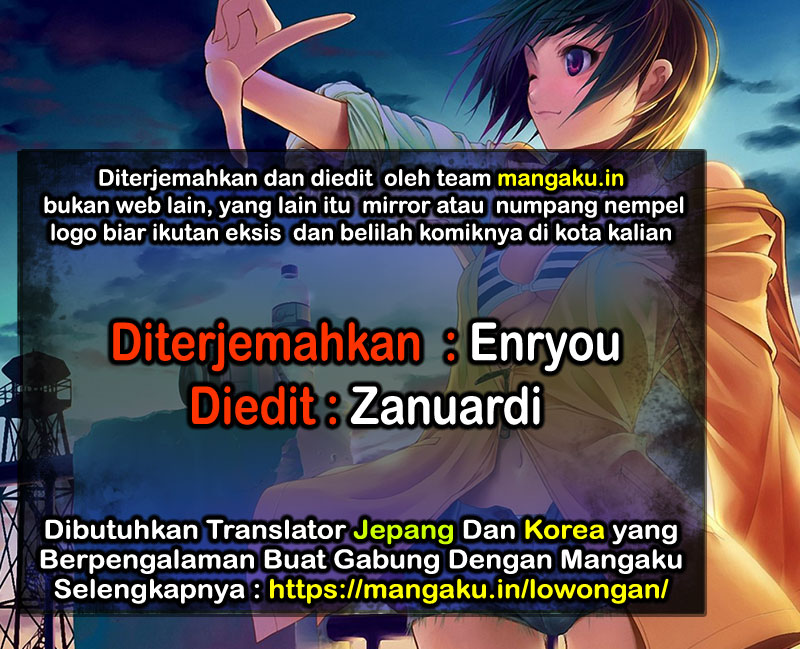 Diterjemahkan dan diedit oleh team mangaku.in
bukan web lain, yang lain itu mirror atau numpang nempel
logo biar ikutan eksis dan belilah komiknya di kota kalian
Diterjemahkan : Enryou
Diedit : Zanuardi
Dibutuhkan Translator Jepang Dan Korea yang
Berpengalaman Buat Gabung Dengan Mangaku
Selengkapnya : https://mangaku.in/lowongan/